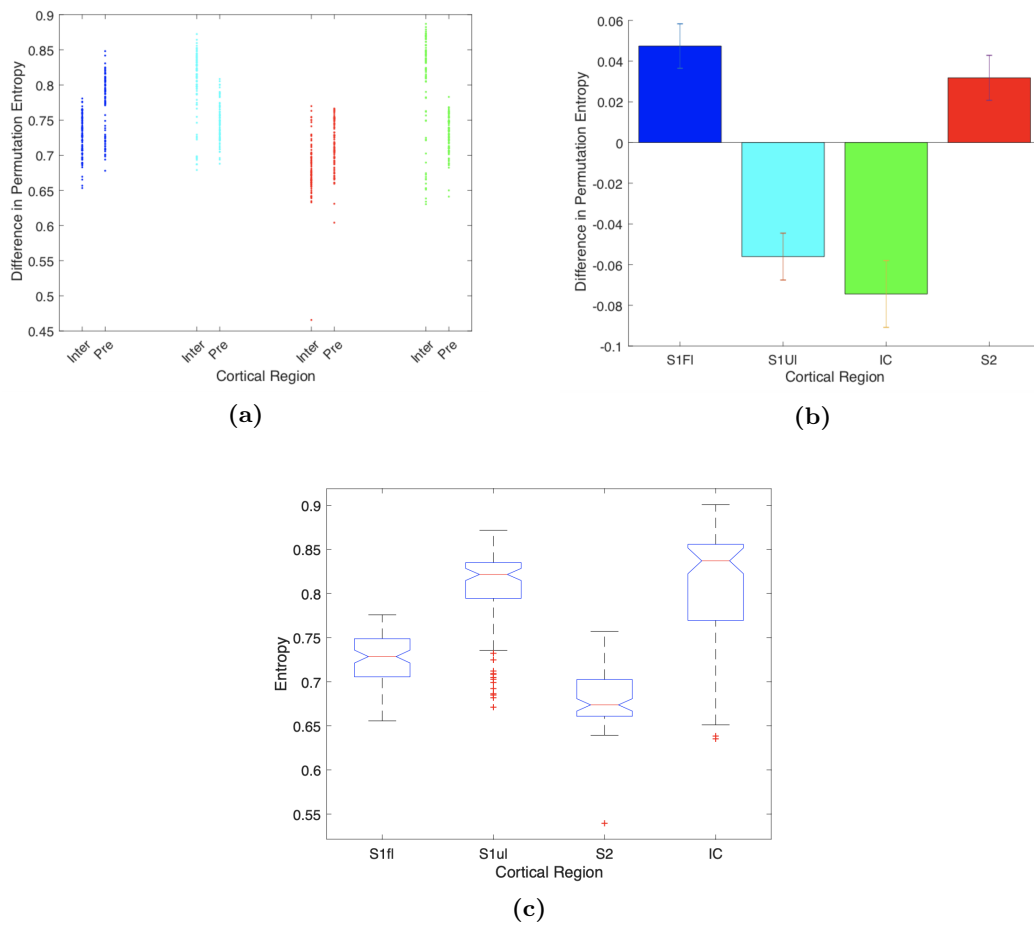 Difference in Permutation Entropy
0.9
0.85
0.8
0.75
0.7
0.65
0.6
0.55
0.5
0.45
Inter Pre Inter Pre Inter Pre Inter Pre
Cortical Region
(a)
Difference in Permutation Entropy
0.06
0.04
0.02
0
-0.02
-0.04
-0.06
-0.08
-0.1
S1Fl S1Ul IC S2
Cortical Region
(b)
Entropy
0.9
0.85
0.8
0.75
0.7
0.65
0.6
0.55
S1fl S1ul S2 IC
Cortical Region
(c)